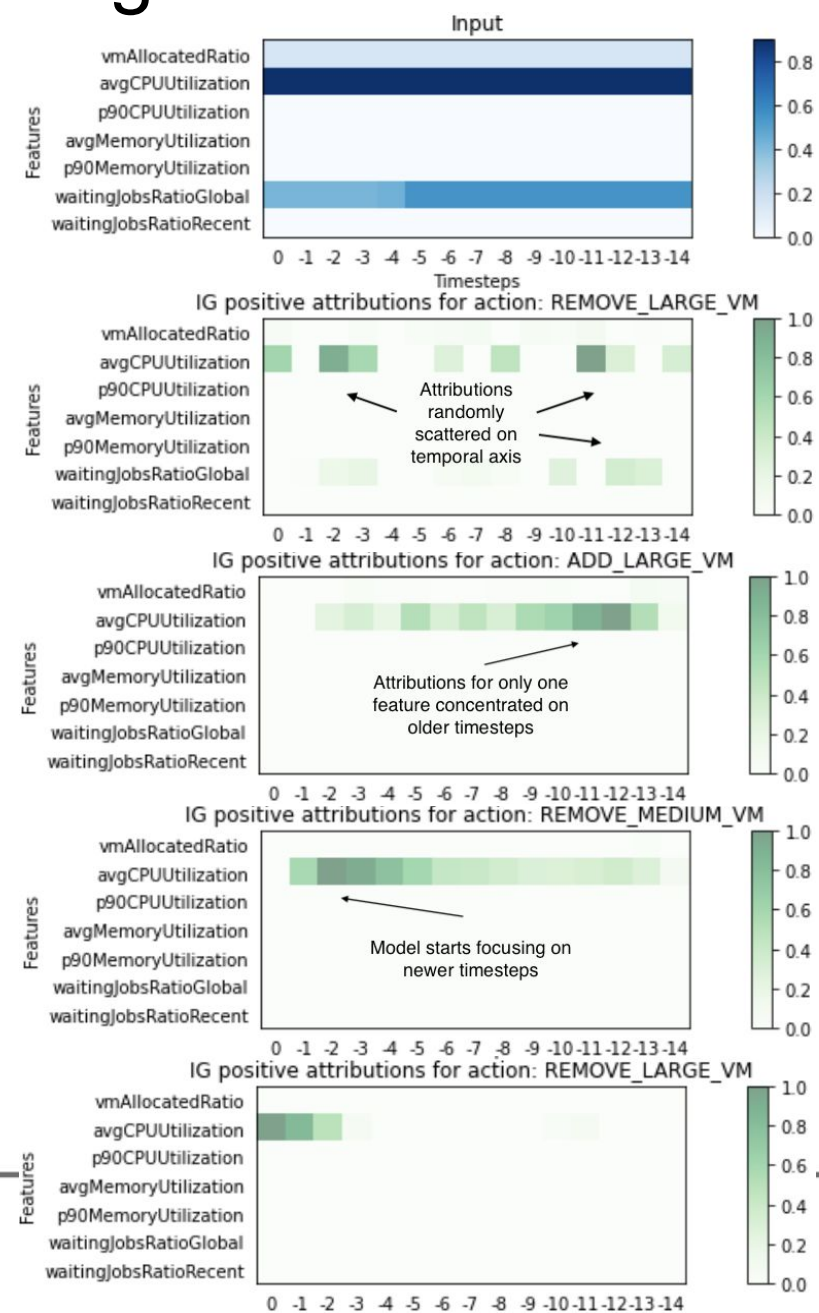 Input
vmAllocatedRatio
avgCPUUtilization
p90CPUUtilization
avgMemoryUtilization
p90MemoryUtilization
waitingJobsRatioGlobal
waitingJobsRatioRecent
Features
0.8
0.6
0.4
0.2
0.0
0 -1 -2 -3 -4 -5 -6 -7 -8 -9 -10 -11 -12 -13 -14
Timesteps
IG positive attributions for action: REMOVE_LARGE_VM
vmAllocatedRatio
avgCPUUtilization
p90CPUUtilization
avgMemoryUtilization
p90MemoryUtilization
waitingJobsRatioGlobal
waitingJobsRatioRecent
Features
Attributions
randomly
scattered on
temporal axis
1.0
0.8
0.6
0.4
0.2
0.0
0 -1 -2 -3 -4 -5 -6 -7 -8 -9 -10 -11 -12 -13 -14
IG positive attributions for action: ADD_LARGE_VM
vmAllocatedRatio
avgCPUUtilization
p90CPUUtilization
avgMemoryUtilization
p90MemoryUtilization
waitingJobsRatioGlobal
waitingJobsRatioRecent
Features
Attributions for only one
feature concentrated on
older timesteps
1.0
0.8
0.6
0.4
0.2
0.0
0 -1 -2 -3 -4 -5 -6 -7 -8 -9 -10 -11 -12 -13 -14
IG positive attributions for action: REMOVE_MEDIUM_VM
vmAllocatedRatio
avgCPUUtilization
p90CPUUtilization
avgMemoryUtilization
p90MemoryUtilization
waitingJobsRatioGlobal
waitingJobsRatioRecent
Features
Model starts focusing on
newer timesteps
1.0
0.8
0.6
0.4
0.2
0.0
0 -1 -2 -3 -4 -5 -6 -7 -8 -9 -10 -11 -12 -13 -14
IG positive attributions for action: REMOVE_LARGE_VM
vmAllocatedRatio
avgCPUUtilization
p90CPUUtilization
avgMemoryUtilization
p90MemoryUtilization
waitingJobsRatioGlobal
waitingJobsRatioRecent
Features
1.0
0.8
0.6
0.4
0.2
0.0
0 -1 -2 -3 -4 -5 -6 -7 -8 -9 -10 -11 -12 -13 -14